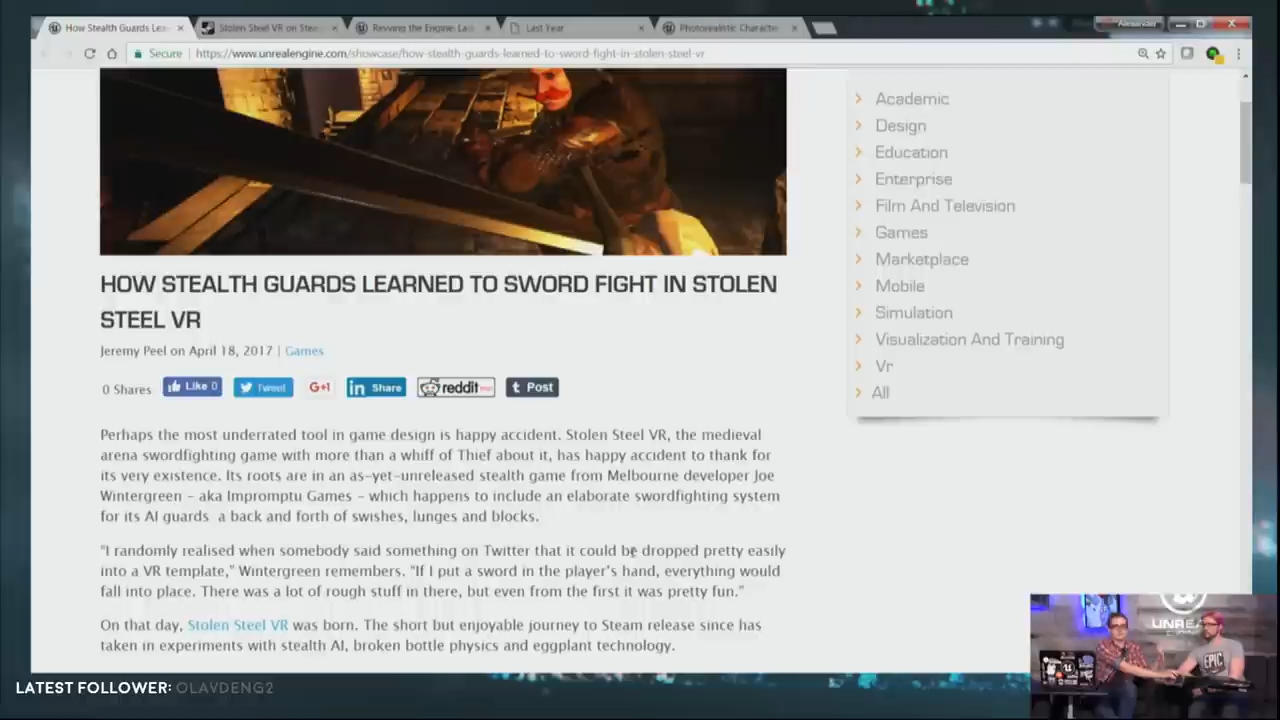 How Stealth Guards Lea
Stolen Steel VR on Stea
Revving the Engine: Las
Last Year
Photorealistic Characte
Alexander
Secure
https://www.unrealengine.com/showcase/how-stealth-guards-learned-to-sword-fight-in-stolen-steel-vr
Academic
Design
Education
Enterprise
Film And Television
Games
Marketplace
Mobile
Simulation
Visualization And Training
Vr
All
HOW STEALTH GUARDS LEARNED TO SWORD FIGHT IN STOLEN
STEEL VR
Jeremy Peel on April 18, 2017 | Games
0 Shares Like 0 Tweet G+1 in Share reddit t Post
Perhaps the most underrated tool in game design is happy accident. Stolen Steel VR, the medieval
arena swordfighting game with more than a whiff of Thief about it, has happy accident to thank for
its very existence. Its roots are in an as-yet-unreleased stealth game from Melbourne developer Joe
Wintergreen - aka Impromptu Games - which happens to include an elaborate swordfighting system
for its AI guards a back and forth of swishes, lunges and blocks.
"I randomly realised when somebody said something on Twitter that it could be dropped pretty easily
into a VR template," Wintergreen remembers. "If I put a sword in the player's hand, everything would
fall into place. There was a lot of rough stuff in there, but even from the first it was pretty fun."
On that day, Stolen Steel VR was born. The short but enjoyable journey to Steam release since has
taken in experiments with stealth AI, broken bottle physics and eggplant technology.
UNREAL
EPIC
LATEST FOLLOWER: OLAVDENG2